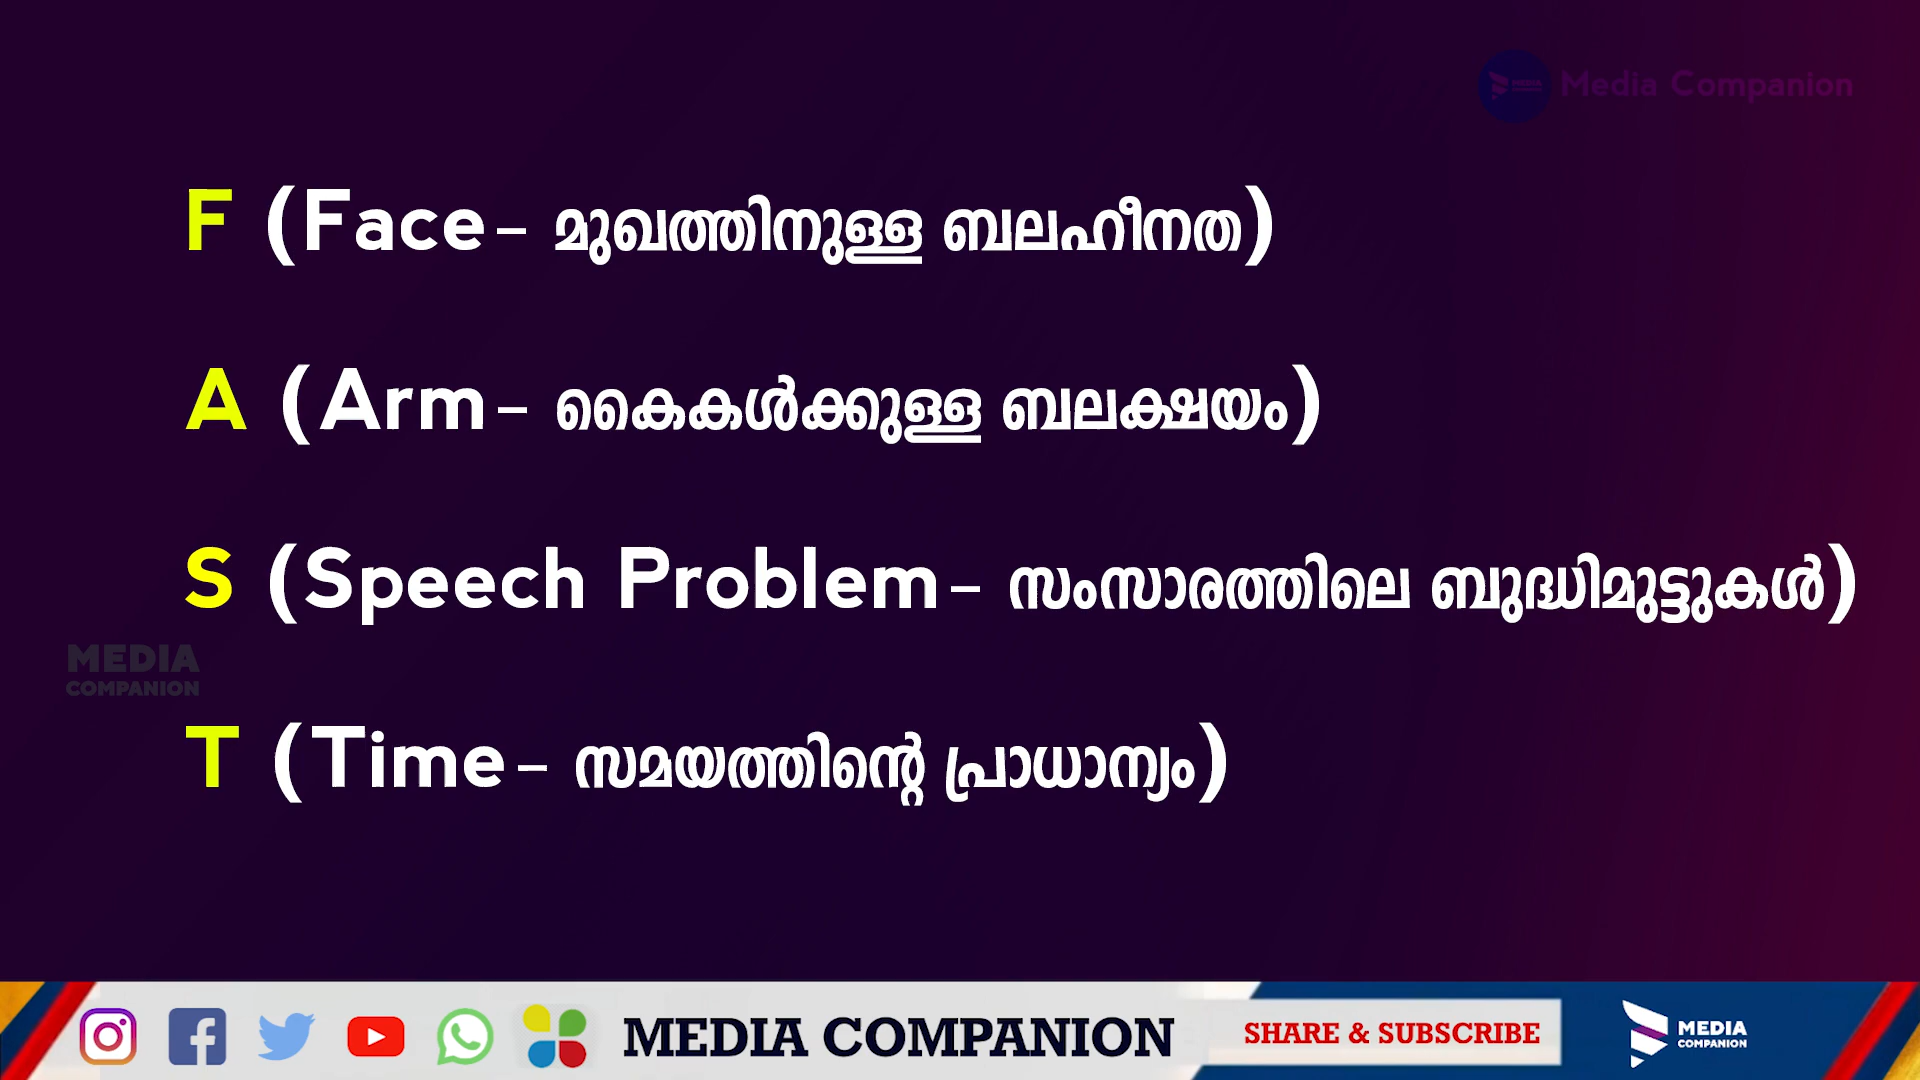 Media Companion
F (Face - മുഖത്തിനുള്ള ബലഹീനത)
A (Arm - കൈകൾക്കുള്ള ബലക്ഷയം)
S (Speech Problem - സംസാരത്തിലെ ബുദ്ധിമുട്ടുകൾ)
MEDIA
COMPANION
T (Time - സമയത്തിന്റെ പ്രാധാന്യം)
MEDIA COMPANION
SHARE & SUBSCRIBE
MEDIA
COMPANION